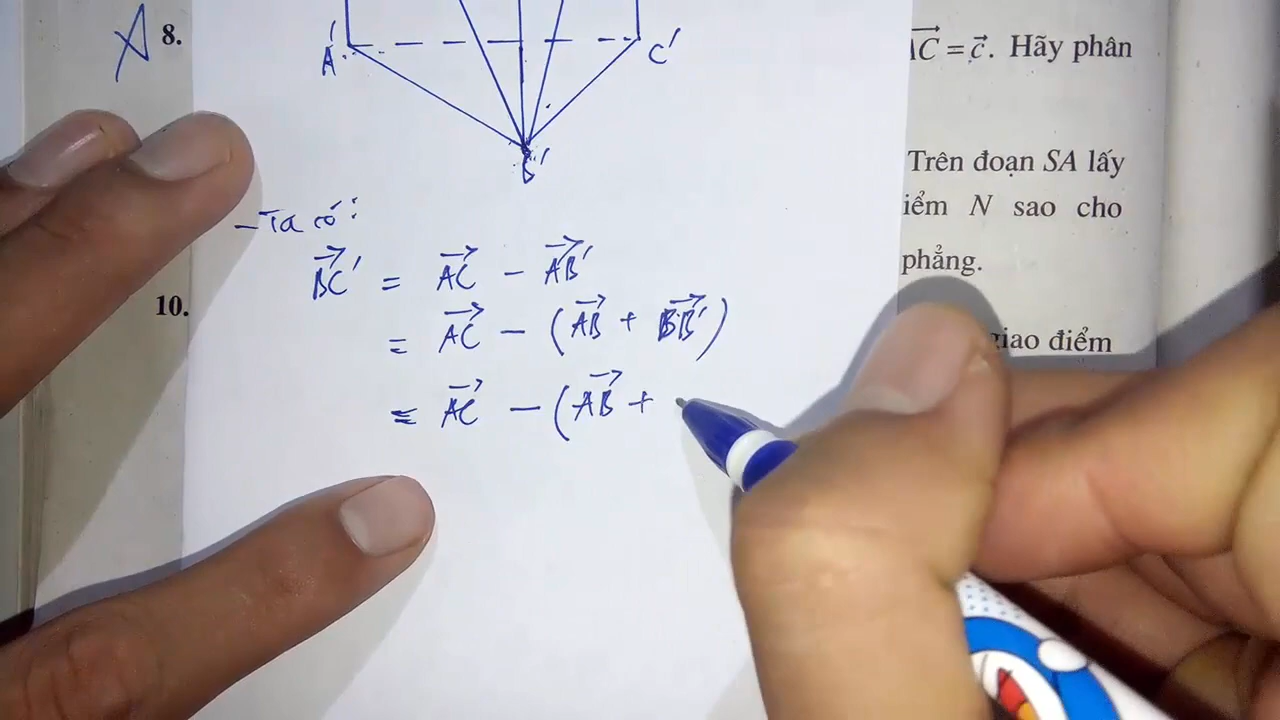 8.
A'
C'
B'
AC = c. Hãy phân
Trên đoạn SA lấy
iểm N sao cho
phẳng.
10.
giao điểm
- Ta có:
BC' = AC - AB'
= AC - (AB + BB')
= AC - (AB +